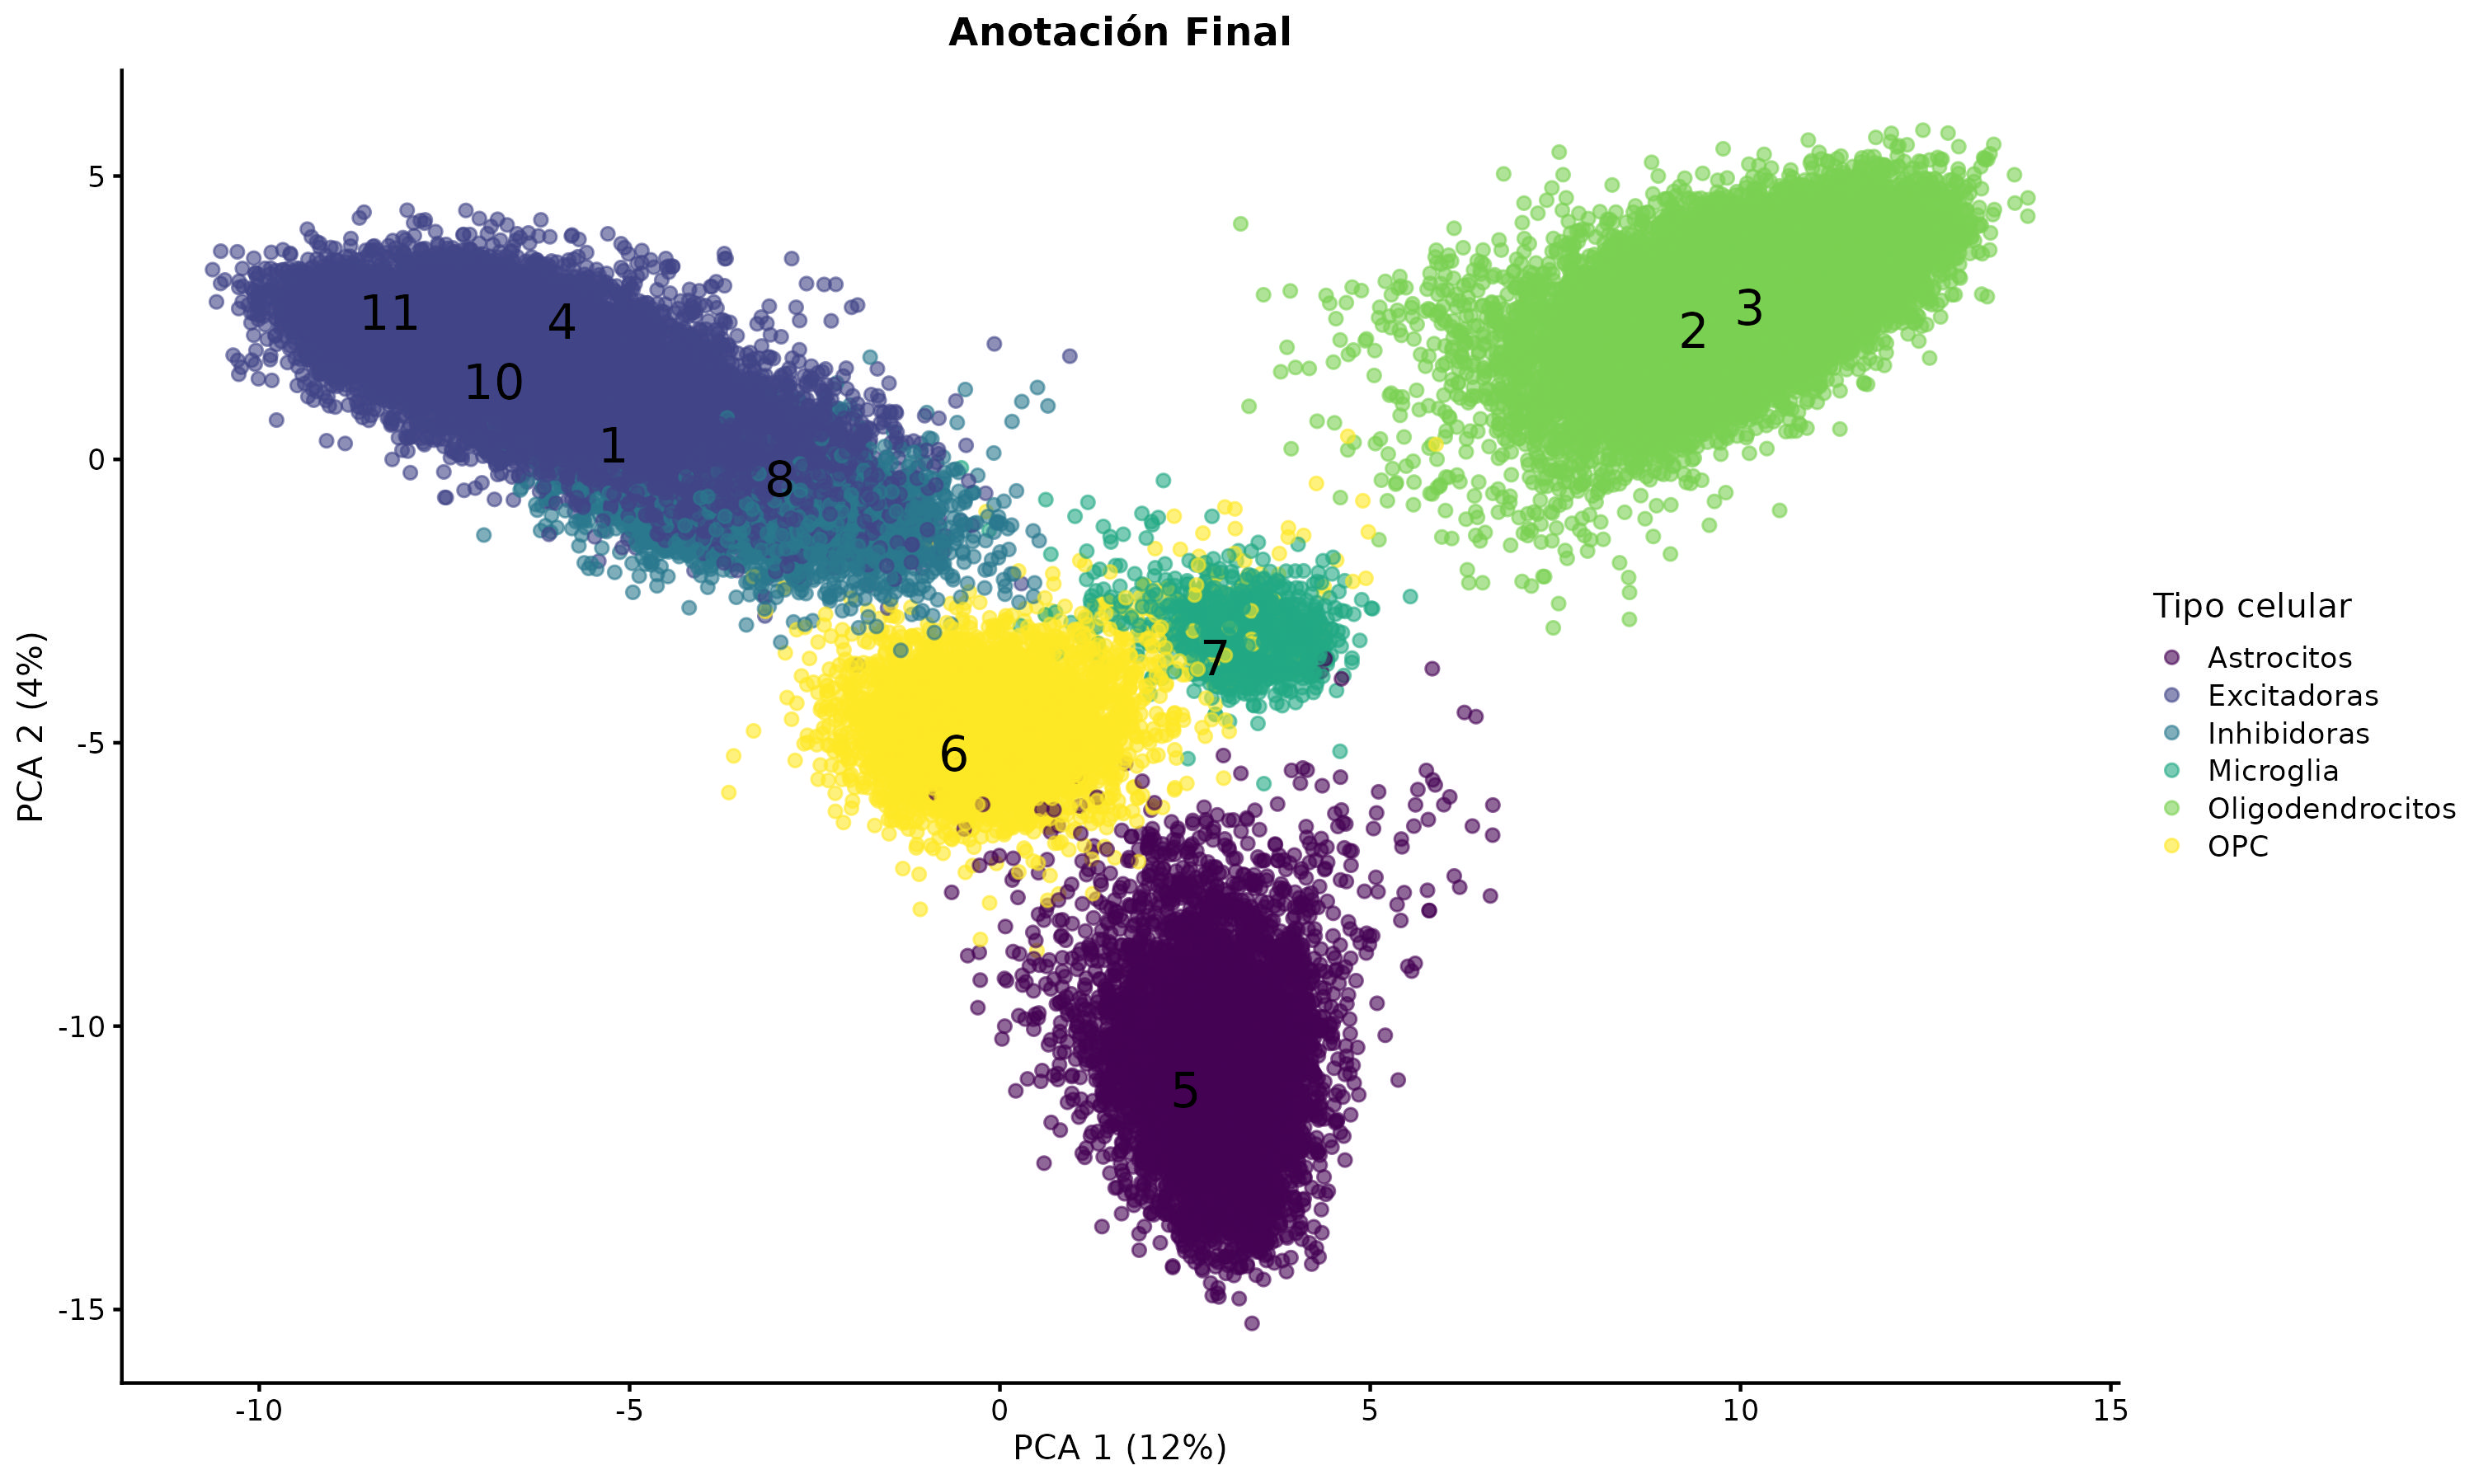 Anotación Final
PCA 2 (4%)
5
0
-5
-10
-15
11
4
10
1
8
3
2
7
6
5
-10
-5
0
5
10
15
PCA 1 (12%)
Tipo celular
Astrocitos
Excitadoras
Inhibidoras
Microglia
Oligodendrocitos
OPC